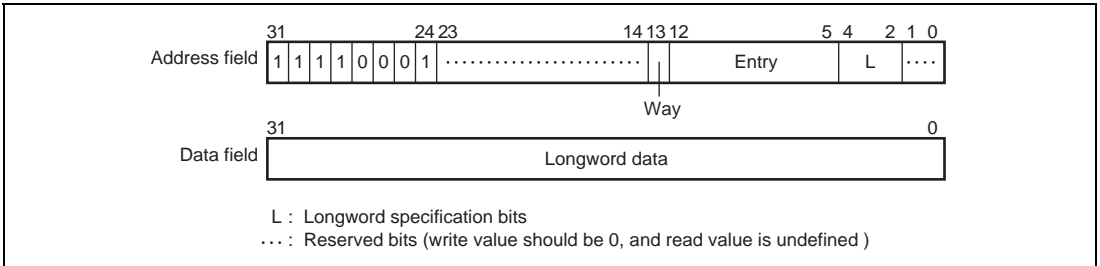 31 24 23 14 13 12 5 4 2 1 0
Address field 1 1 1 1 0 0 0 1 ························ Entry L ····
Way
31 0
Data field Longword data
L : Longword specification bits
··· : Reserved bits (write value should be 0, and read value is undefined )